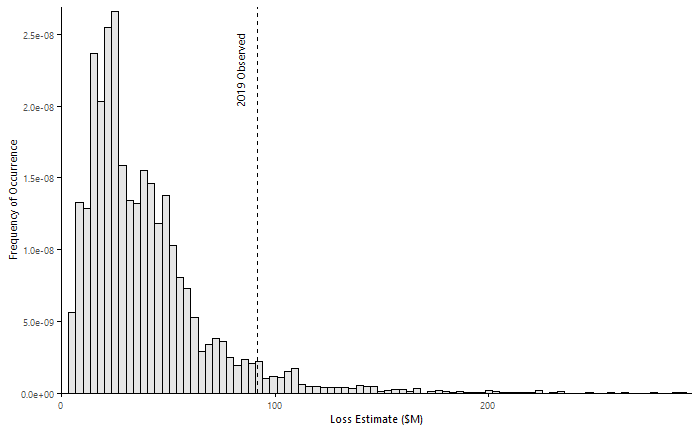 2.5e-08
2.0e-08
1.5e-08
1.0e-08
5.0e-09
0.0e+00
Frequency of Occurrence
2019 Observed
0
100
200
Loss Estimate ($M)